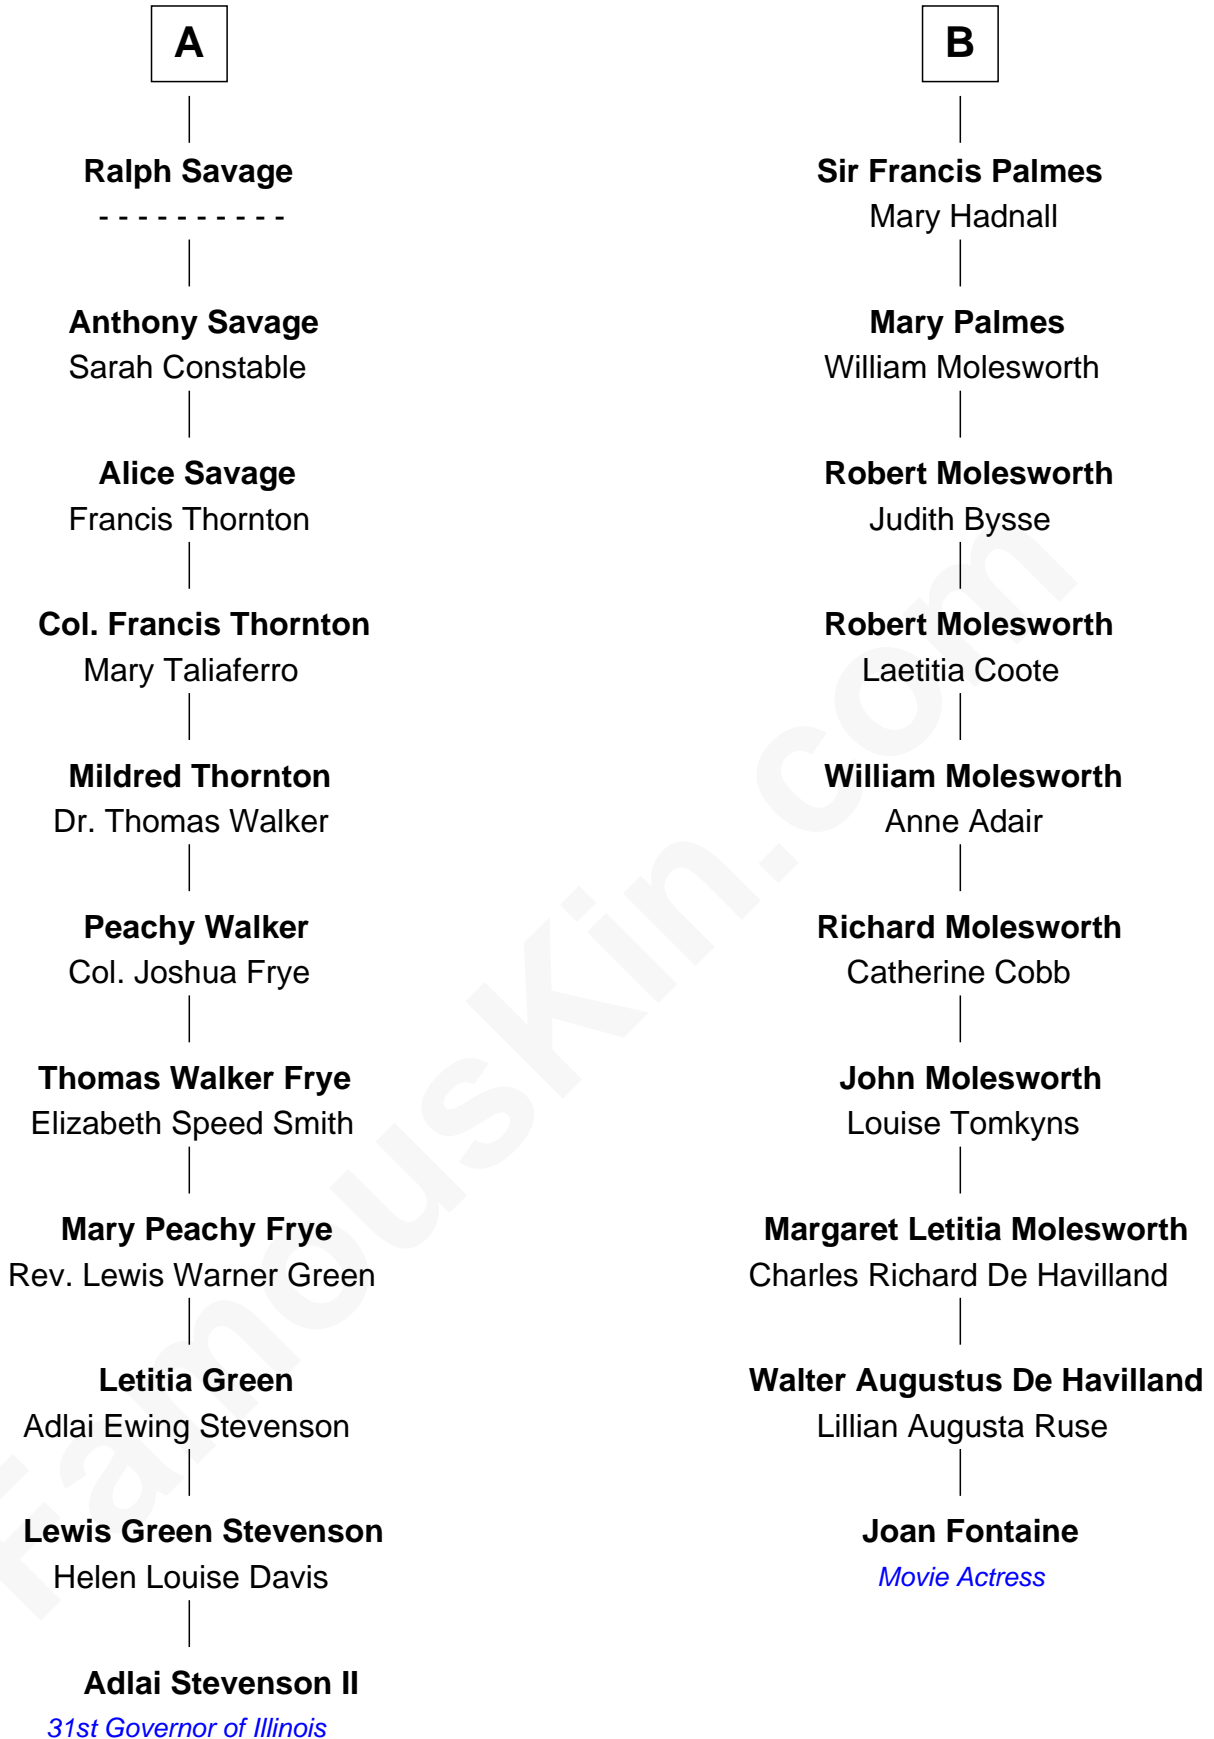 A
Ralph Savage
- - - - - - - - - -
Anthony Savage
Sarah Constable
Alice Savage
Francis Thornton
Col. Francis Thornton
Mary Taliaferro
Mildred Thornton
Dr. Thomas Walker
Peachy Walker
Col. Joshua Frye
Thomas Walker Frye
Elizabeth Speed Smith
Mary Peachy Frye
Rev. Lewis Warner Green
Letitia Green
Adlai Ewing Stevenson
Lewis Green Stevenson
Helen Louise Davis
Adlai Stevenson II
31st Governor of Illinois
B
Sir Francis Palmes
Mary Hadnall
Mary Palmes
William Molesworth
Robert Molesworth
Judith Bysse
Robert Molesworth
Laetitia Coote
William Molesworth
Anne Adair
Richard Molesworth
Catherine Cobb
John Molesworth
Louise Tomkyns
Margaret Letitia Molesworth
Charles Richard De Havilland
Walter Augustus De Havilland
Lillian Augusta Ruse
Joan Fontaine
Movie Actress
FamousKin.com